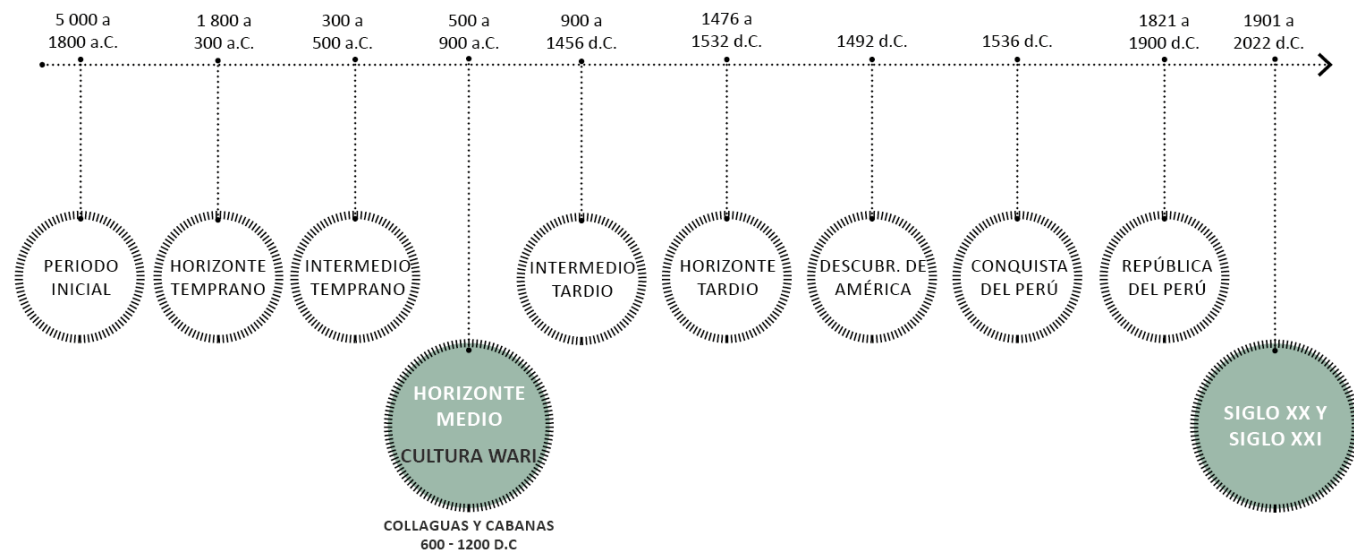 5 000 a
1800 a.C.
1 800 a
300 a.C.
300 a
500 a.C.
500 a
900 a.C.
900 a
1456 d.C.
1476 a
1532 d.C.
1492 d.C.
1536 d.C.
1821 a
1900 d.C.
1901 a
2022 d.C.
PERIODO
INICIAL
HORIZONTE
TEMPRANO
INTERMEDIO
TEMPRANO
INTERMEDIO
TARDIO
HORIZONTE
TARDIO
DESCUBR. DE
AMÉRICA
CONQUISTA
DEL PERÚ
REPÚBLICA
DEL PERÚ
HORIZONTE
MEDIO
CULTURA WARI
COLLAGUAS Y CABANAS
600 - 1200 D.C
SIGLO XX Y
SIGLO XXI